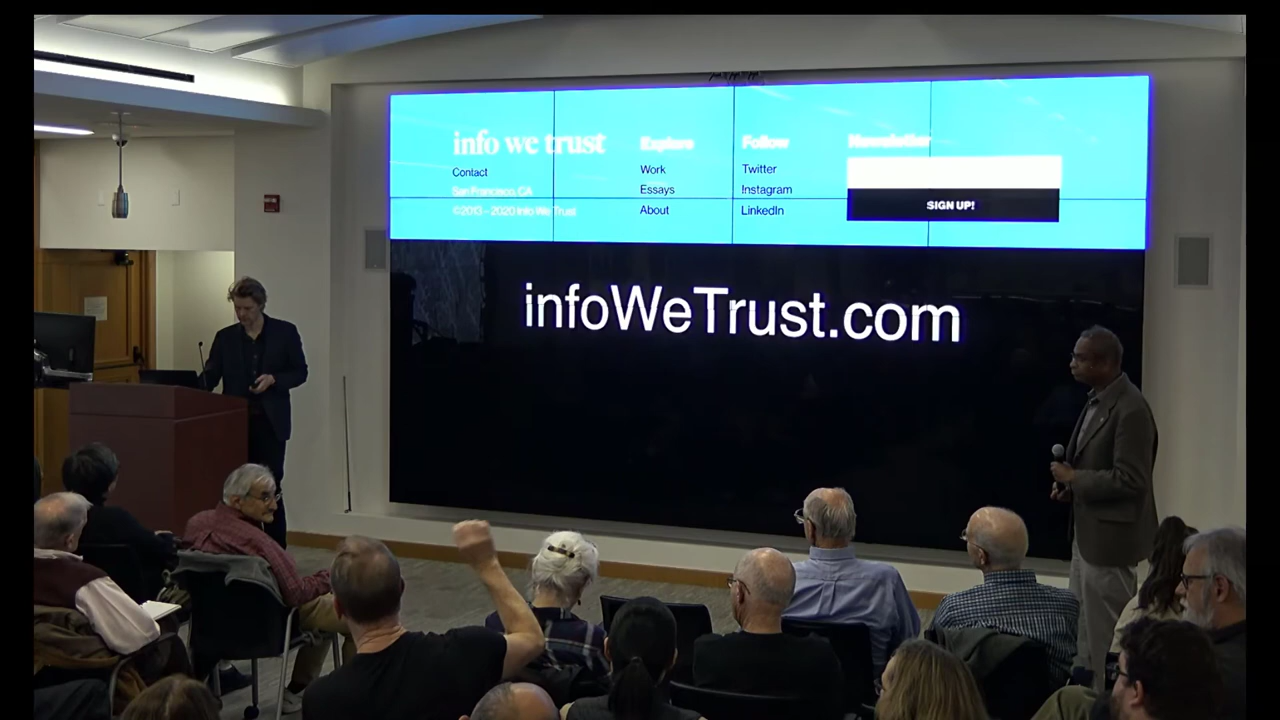 info we trust
Contact
San Francisco, CA
©2013 – 2020 Info We Trust
Explore
Work
Essays
About
Follow
Twitter
Instagram
LinkedIn
Newsletter
SIGN UP!
infoWeTrust.com